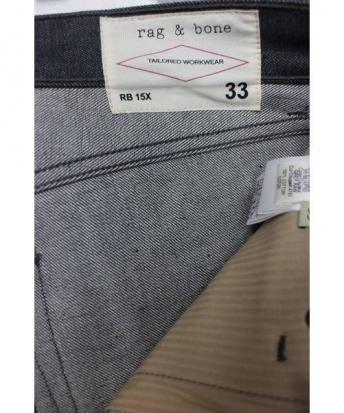 rag & bone
TAILORED WORKWEAR
RB 15X 33